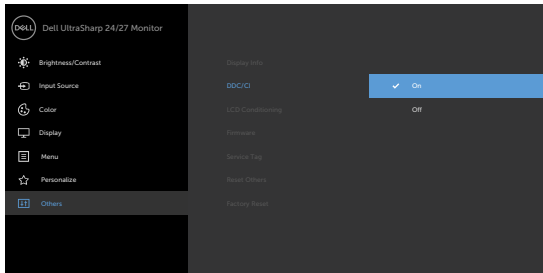 DELL Dell UltraSharp 24/27 Monitor
Brightness/Contrast
Input Source
Color
Display
Menu
Personalize
Others
Display Info
DDC/CI
LCD Conditioning
Firmware
Service Tag
Reset Others
Factory Reset
On
Off